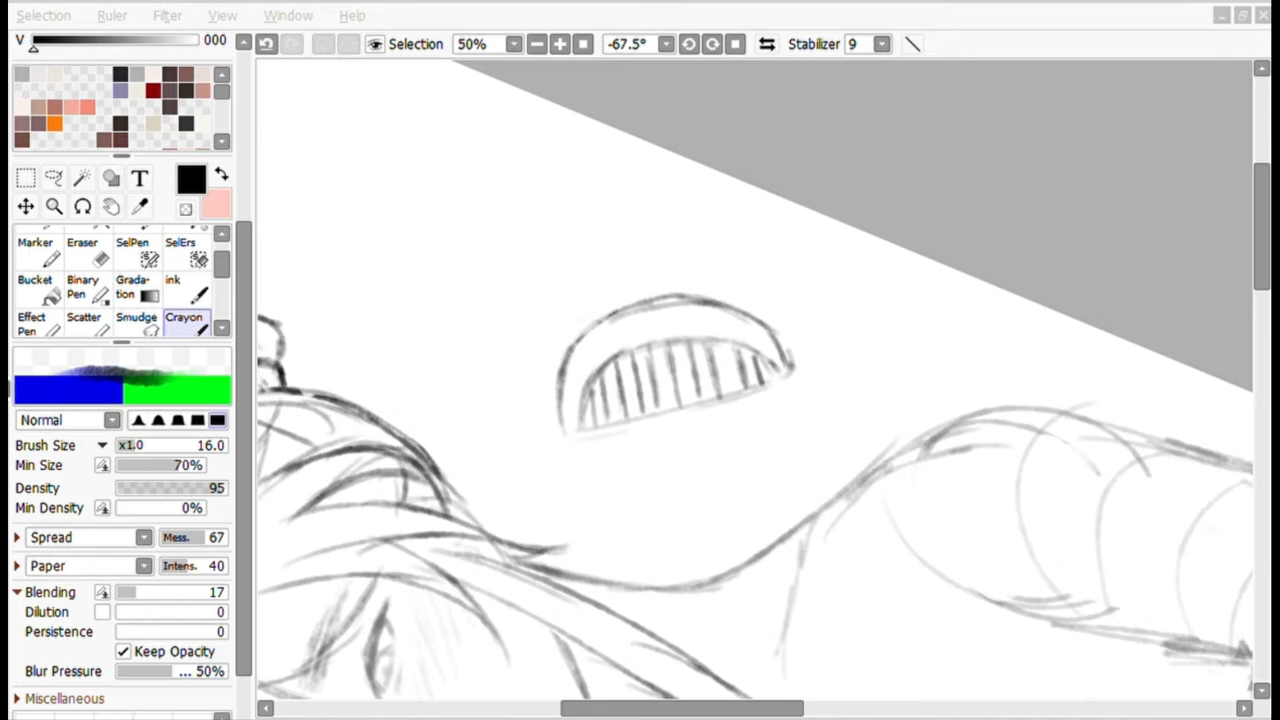 Selection Ruler Filter View Window Help
V 000
Selection 50% -67.5° Stabilizer 9
T
Marker Eraser SelPen SelErs
Bucket Binary Pen Grada-tion ink
Effect Pen Scatter Smudge Crayon
Normal
Brush Size x1.0 16.0
Min Size 70%
Density 95
Min Density 0%
Spread Mess. 67
Paper Intens. 40
Blending 17
Dilution 0
Persistence 0
Keep Opacity
Blur Pressure ... 50%
Miscellaneous